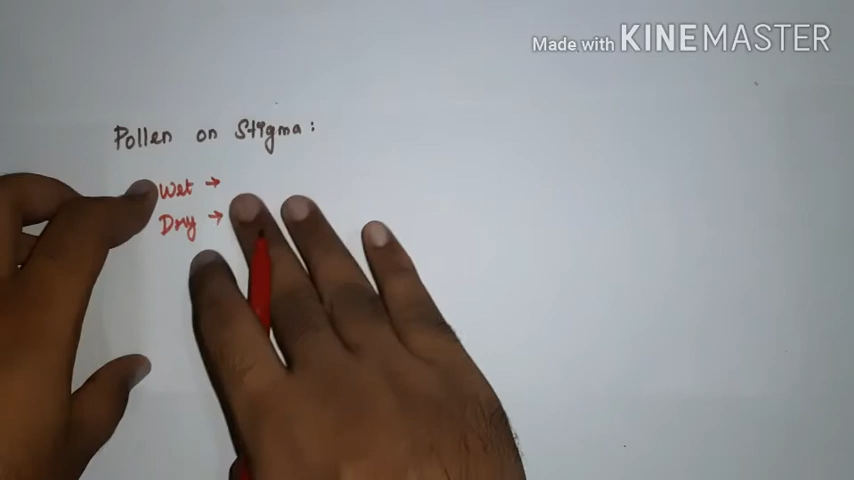 Made with KINEMASTER
Pollen on Stigma:
Wet →
Dry →